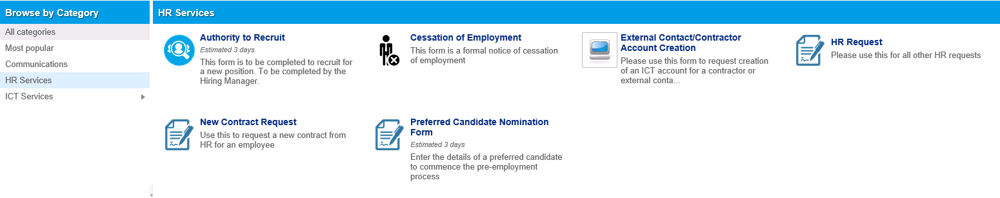 Browse by Category
All categories
Most popular
Communications
HR Services
ICT Services
HR Services
Authority to Recruit
Estimated 3 days
This form is to be completed to recruit for
a new position. To be completed by the
Hiring Manager.
Cessation of Employment
This form is a formal notice of cessation
of employment
External Contact/Contractor
Account Creation
Please use this form to request creation
of an ICT account for a contractor or
external conta...
HR Request
Please use this for all other HR requests
New Contract Request
Use this to request a new contract from
HR for an employee
Preferred Candidate Nomination
Form
Estimated 3 days
Enter the details of a preferred candidate
to commence the pre-employment
process